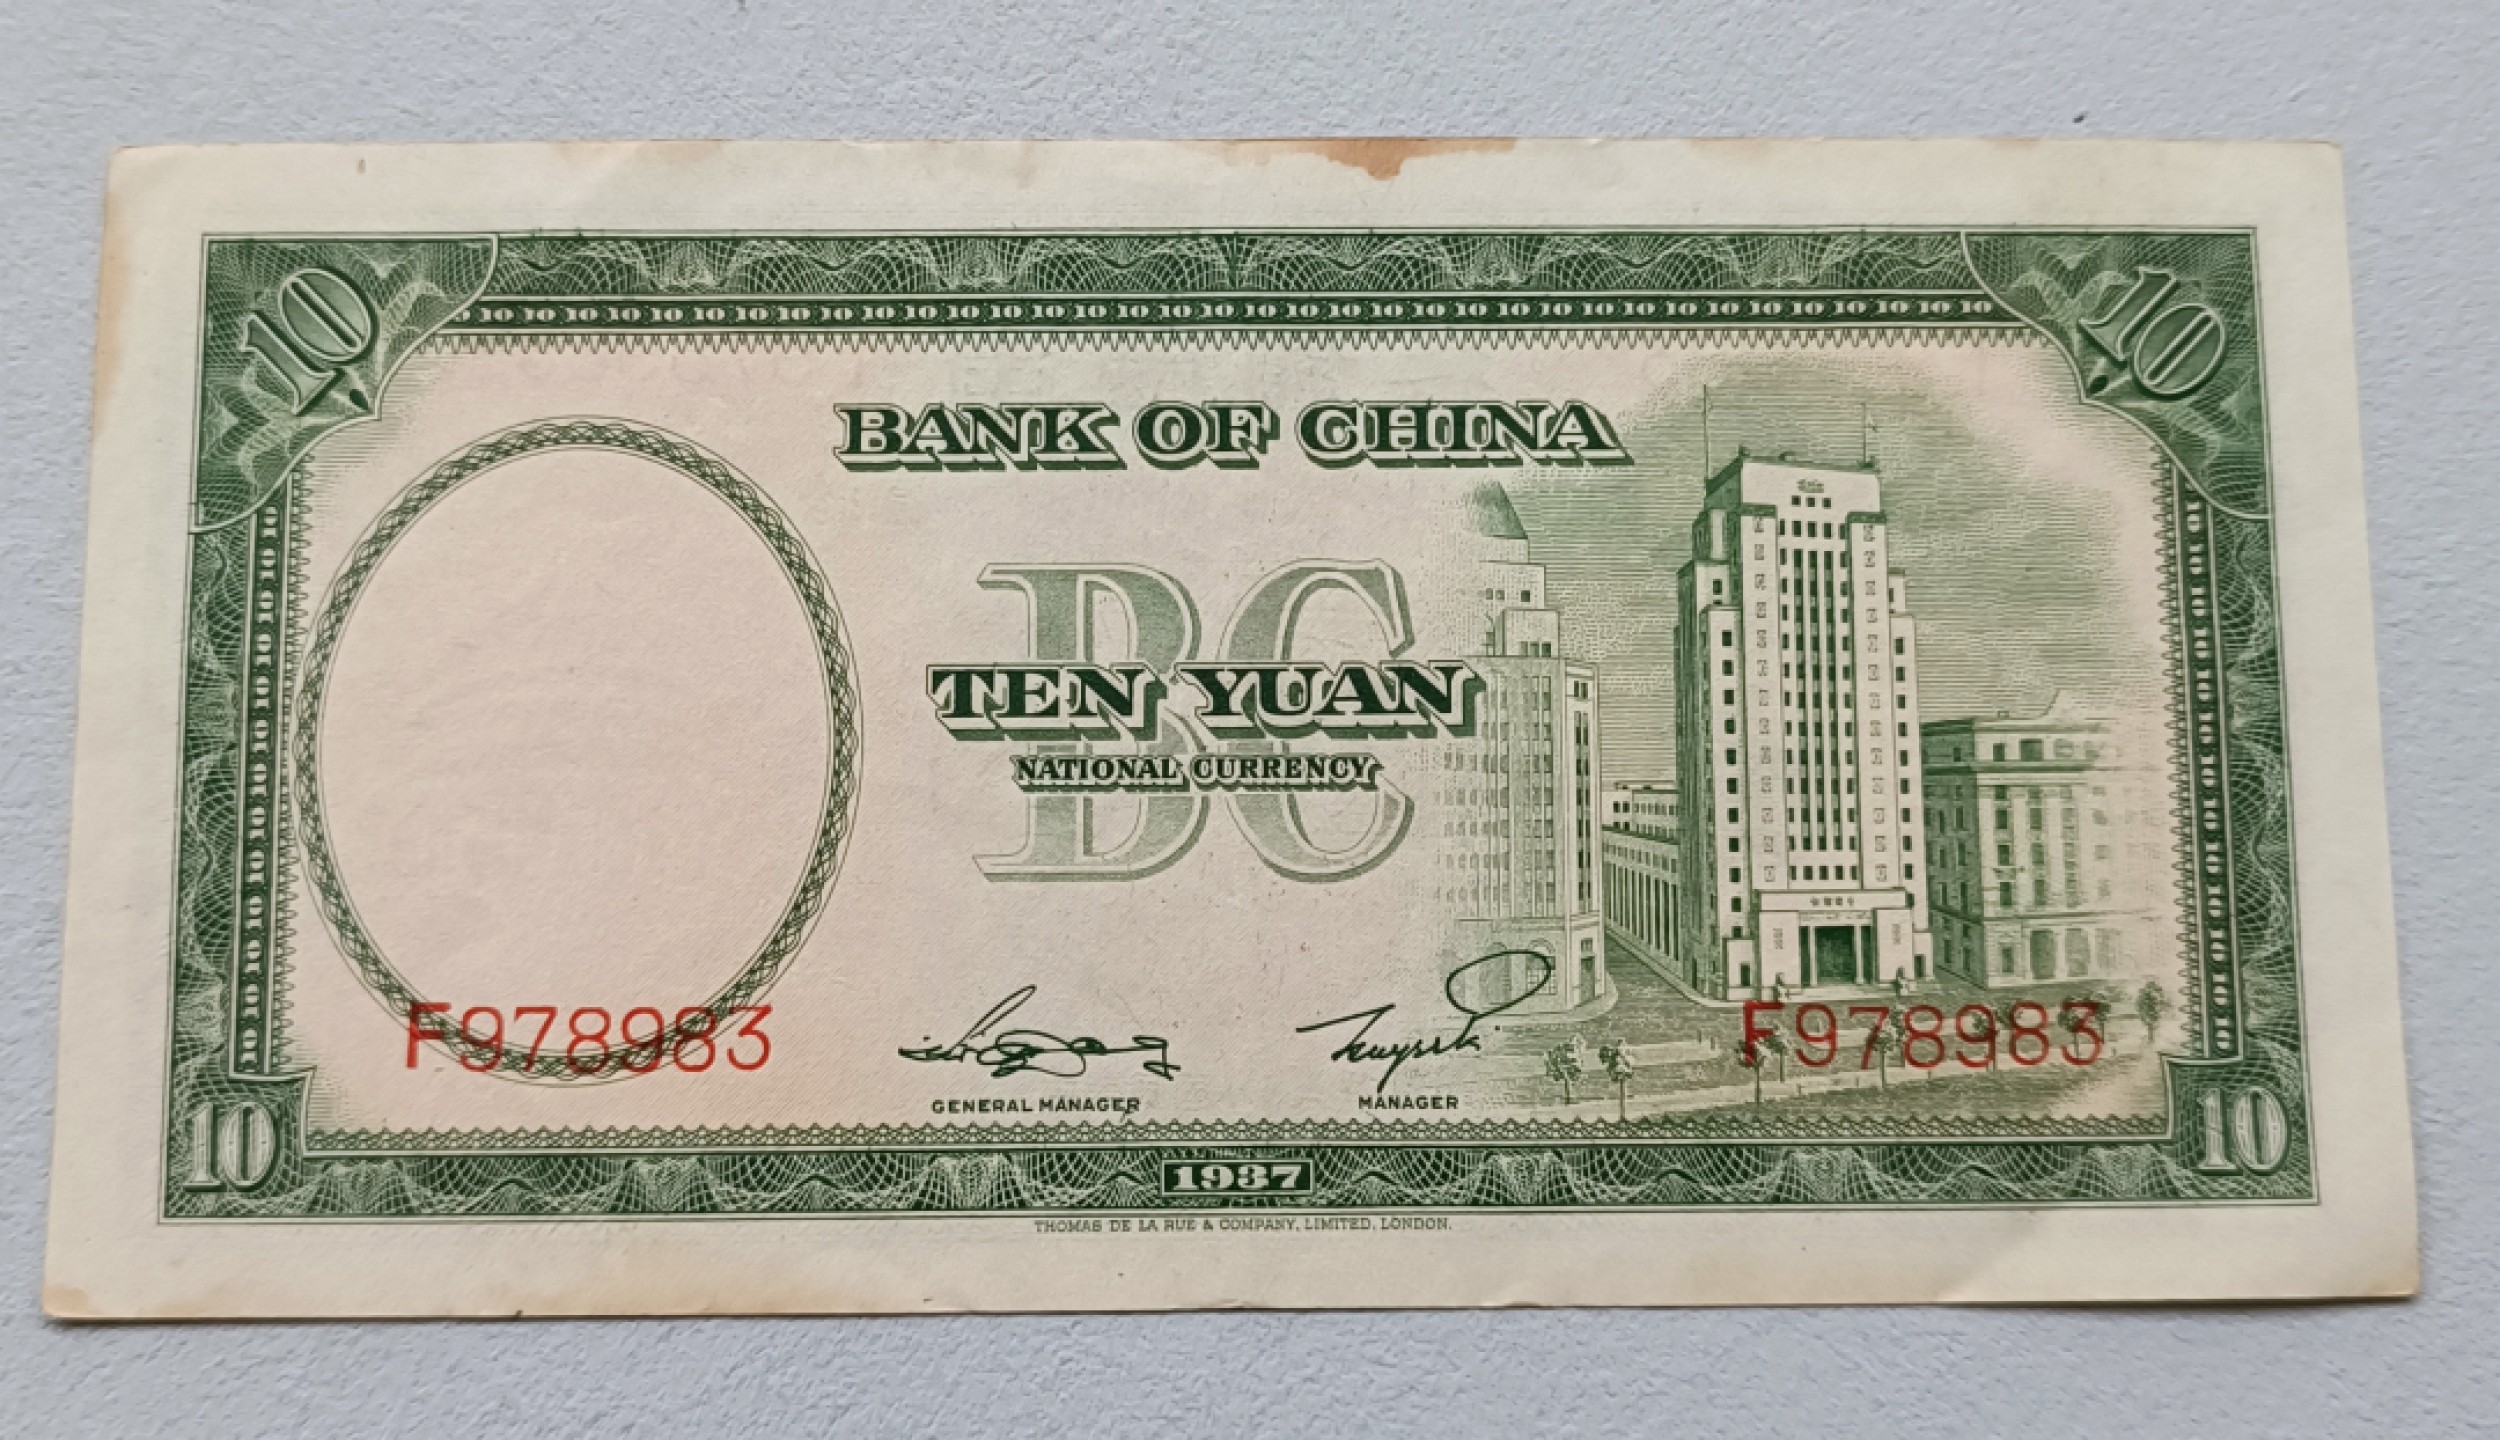 10 10
BANK OF CHINA
BC
TEN YUAN
NATIONAL CURRENCY
F978983 F978983
GENERAL MANAGER MANAGER
10 10
1937
THOMAS DE LA RUE & COMPANY, LIMITED, LONDON.